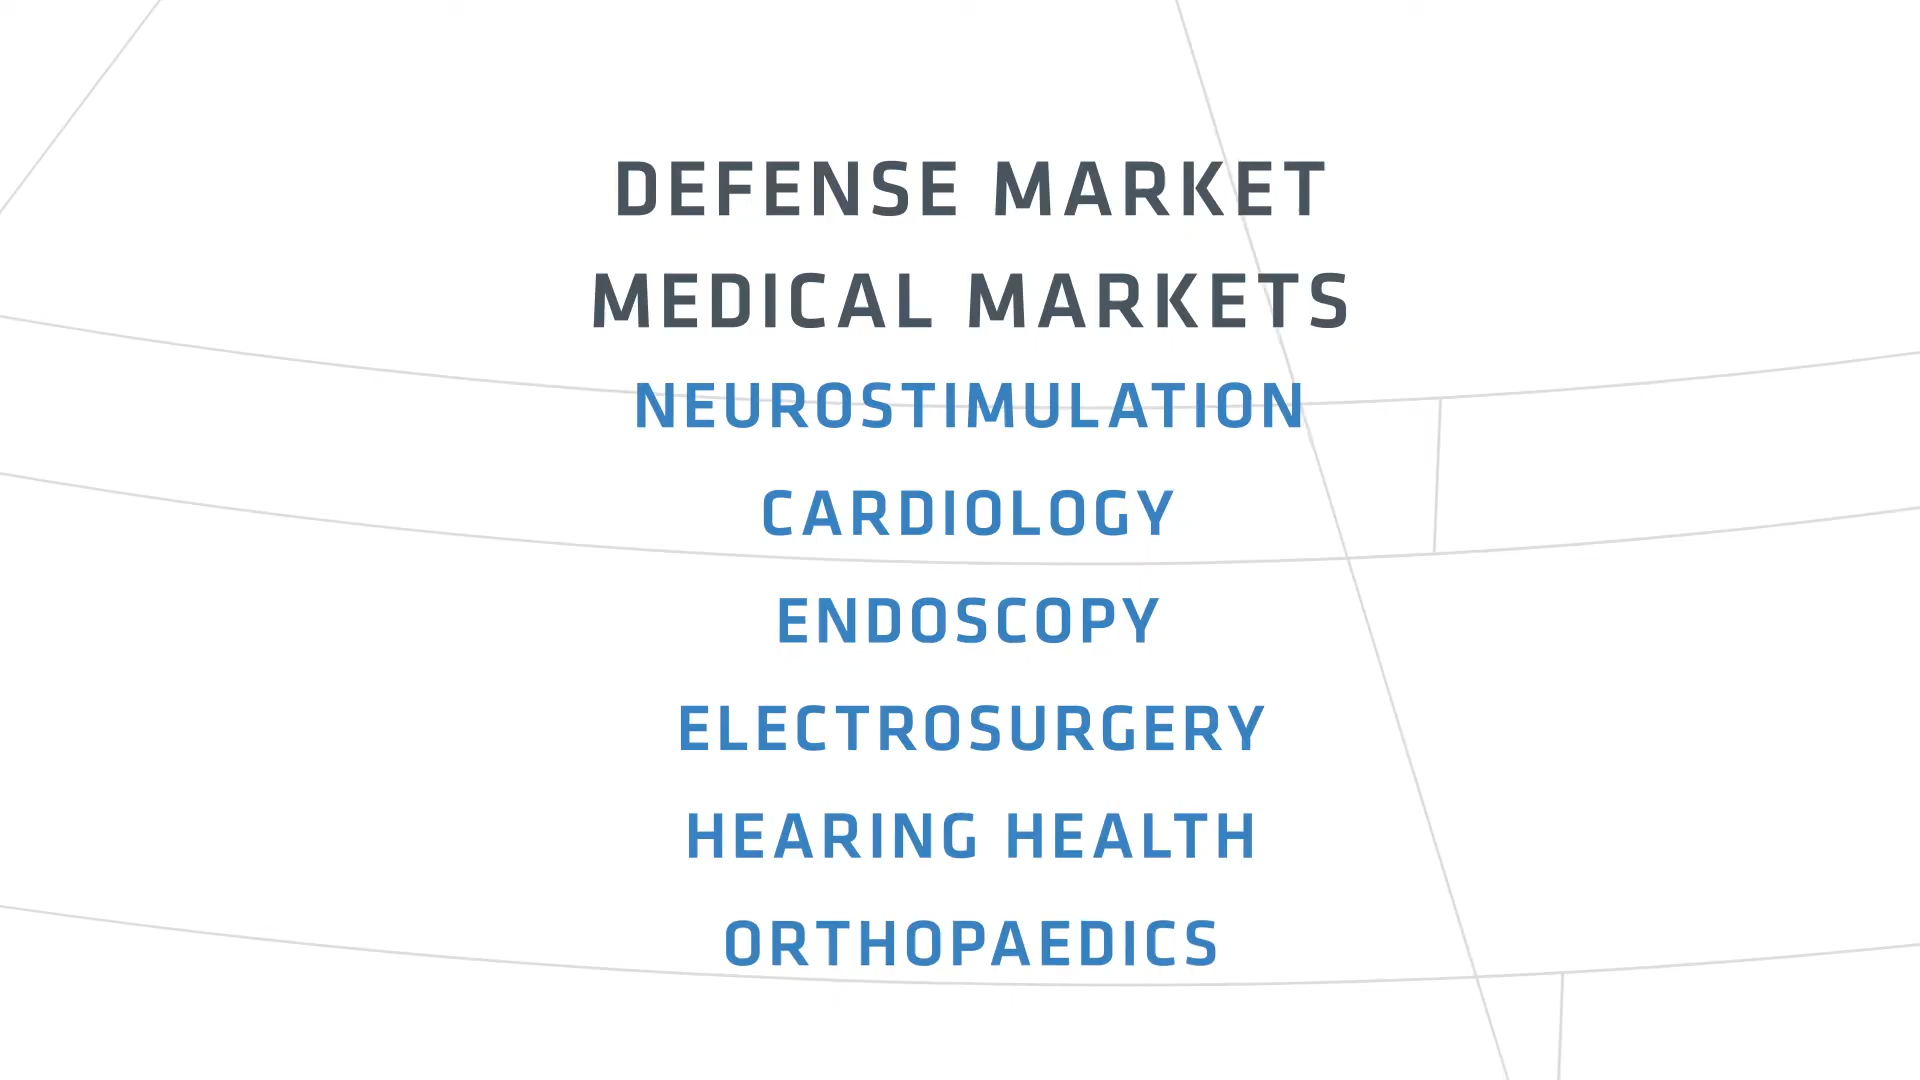 DEFENSE MARKET
MEDICAL MARKETS
NEUROSTIMULATION
CARDIOLOGY
ENDOSCOPY
ELECTROSURGERY
HEARING HEALTH
ORTHOPAEDICS